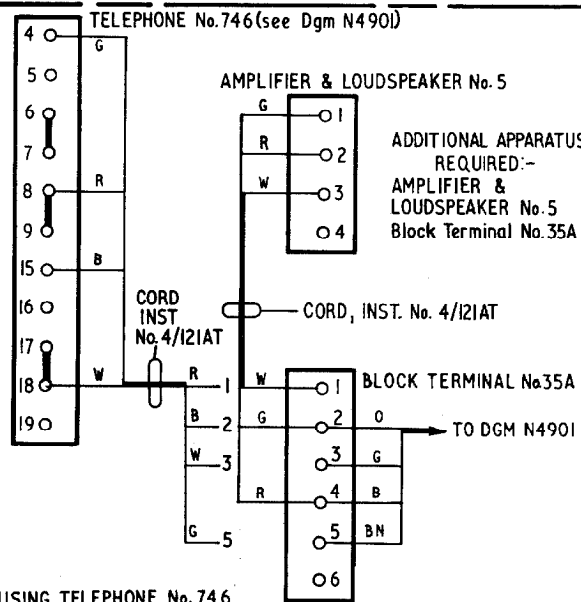 TELEPHONE No.746 (see Dgm N4901)
4
G
5
6
7
8
R
9
15
B
16
17
18
W
19
CORD
INST
No. 4/121AT
AMPLIFIER & LOUDSPEAKER No. 5
G
1
R
2
W
3
4
ADDITIONAL APPARATUS
REQUIRED:-
AMPLIFIER &
LOUDSPEAKER No. 5
Block Terminal No. 35A
CORD, INST. No. 4/121AT
R
1
B
2
W
3
G
5
BLOCK TERMINAL No35A
W
1
G
2
O
3
G
R
4
B
5
BN
6
TO DGM N4901
USING TELEPHONE No. 746